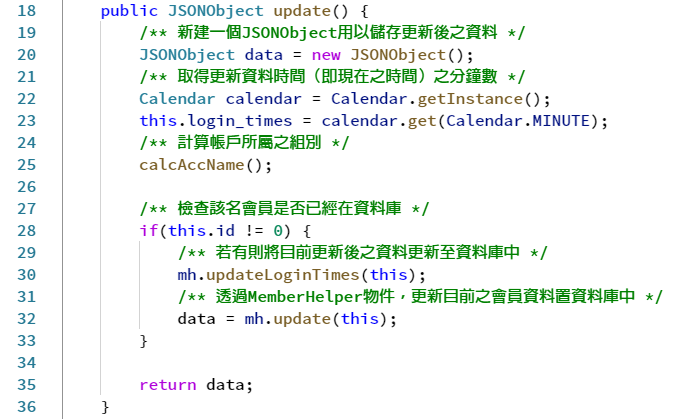 18 public JSONObject update() {
19 /** 新建一個JSONObject用以儲存更新後之資料 */
20 JSONObject data = new JSONObject();
21 /** 取得更新資料時間（即現在之時間）之分鐘數 */
22 Calendar calendar = Calendar.getInstance();
23 this.login_times = calendar.get(Calendar.MINUTE);
24 /** 計算帳戶所屬之組別 */
25 calcAccName();
26
27 /** 檢查該名會員是否已經在資料庫 */
28 if(this.id != 0) {
29 /** 若有則將目前更新後之資料更新至資料庫中 */
30 mh.updateLoginTimes(this);
31 /** 透過MemberHelper物件，更新目前之會員資料置資料庫中 */
32 data = mh.update(this);
33 }
34
35 return data;
36 }